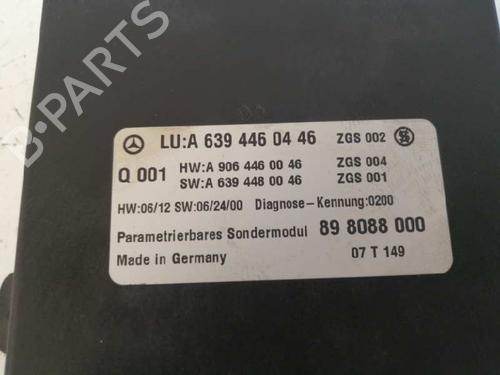 LU:A 639 446 04 46 ZGS 002
Q 001 HW:A 906 446 00 46 ZGS 004
SW:A 639 448 00 46 ZGS 001
HW:06/12 SW:06/24/00 Diagnose-Kennung:0200
Parametrierbares Sondermodul 89 8088 000
Made in Germany 07 T 149
B-PARTS